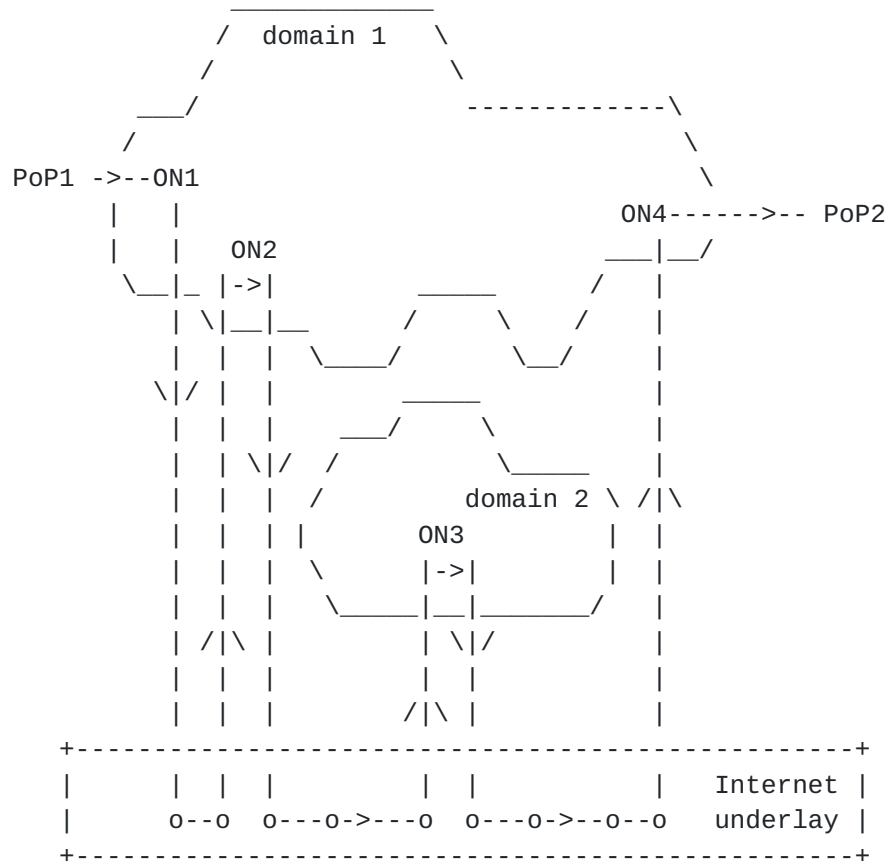 domain 1
PoP1 ->--ON1
ON4------>-- PoP2
ON2
domain 2
ON3
Internet
underlay